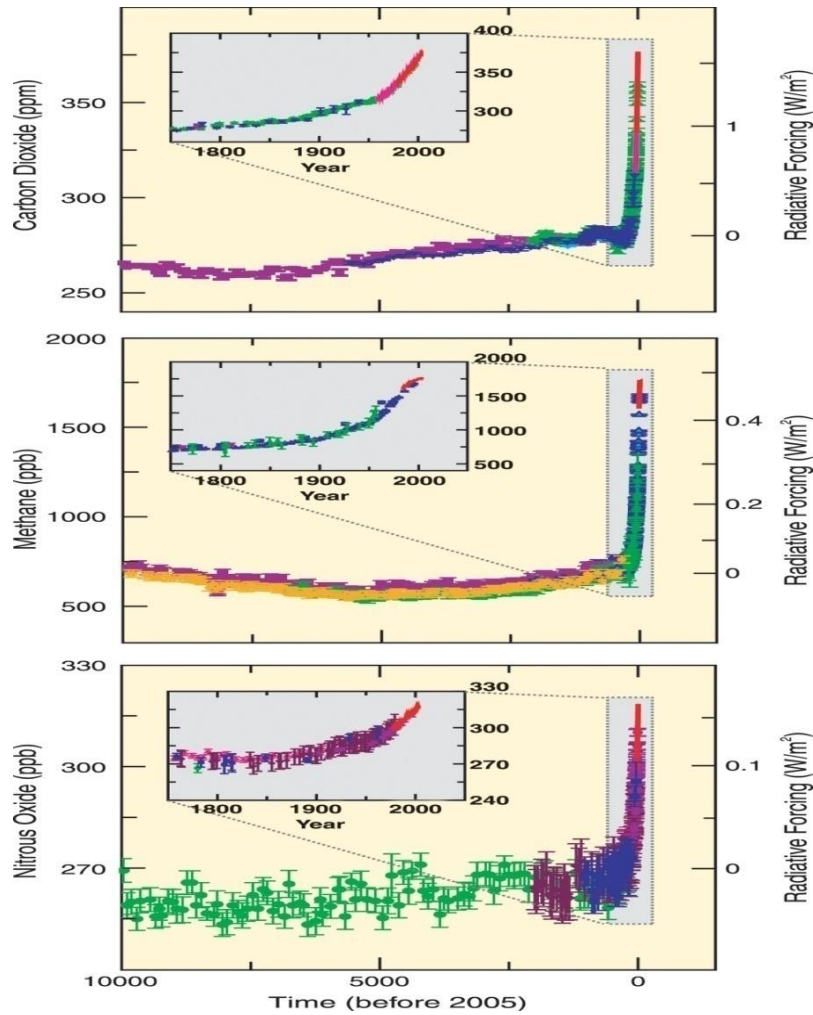 400
350
300
1800 1900 2000
Year
350
300
250
Carbon Dioxide (ppm)
1
0
Radiative Forcing (W/m²)
2000
1500
1000
500
1800 1900 2000
Year
2000
1500
1000
500
Methane (ppb)
0.4
0.2
0
Radiative Forcing (W/m²)
330
300
270
240
1800 1900 2000
Year
330
300
270
Nitrous Oxide (ppb)
0.1
0
Radiative Forcing (W/m²)
10000 5000 0
Time (before 2005)